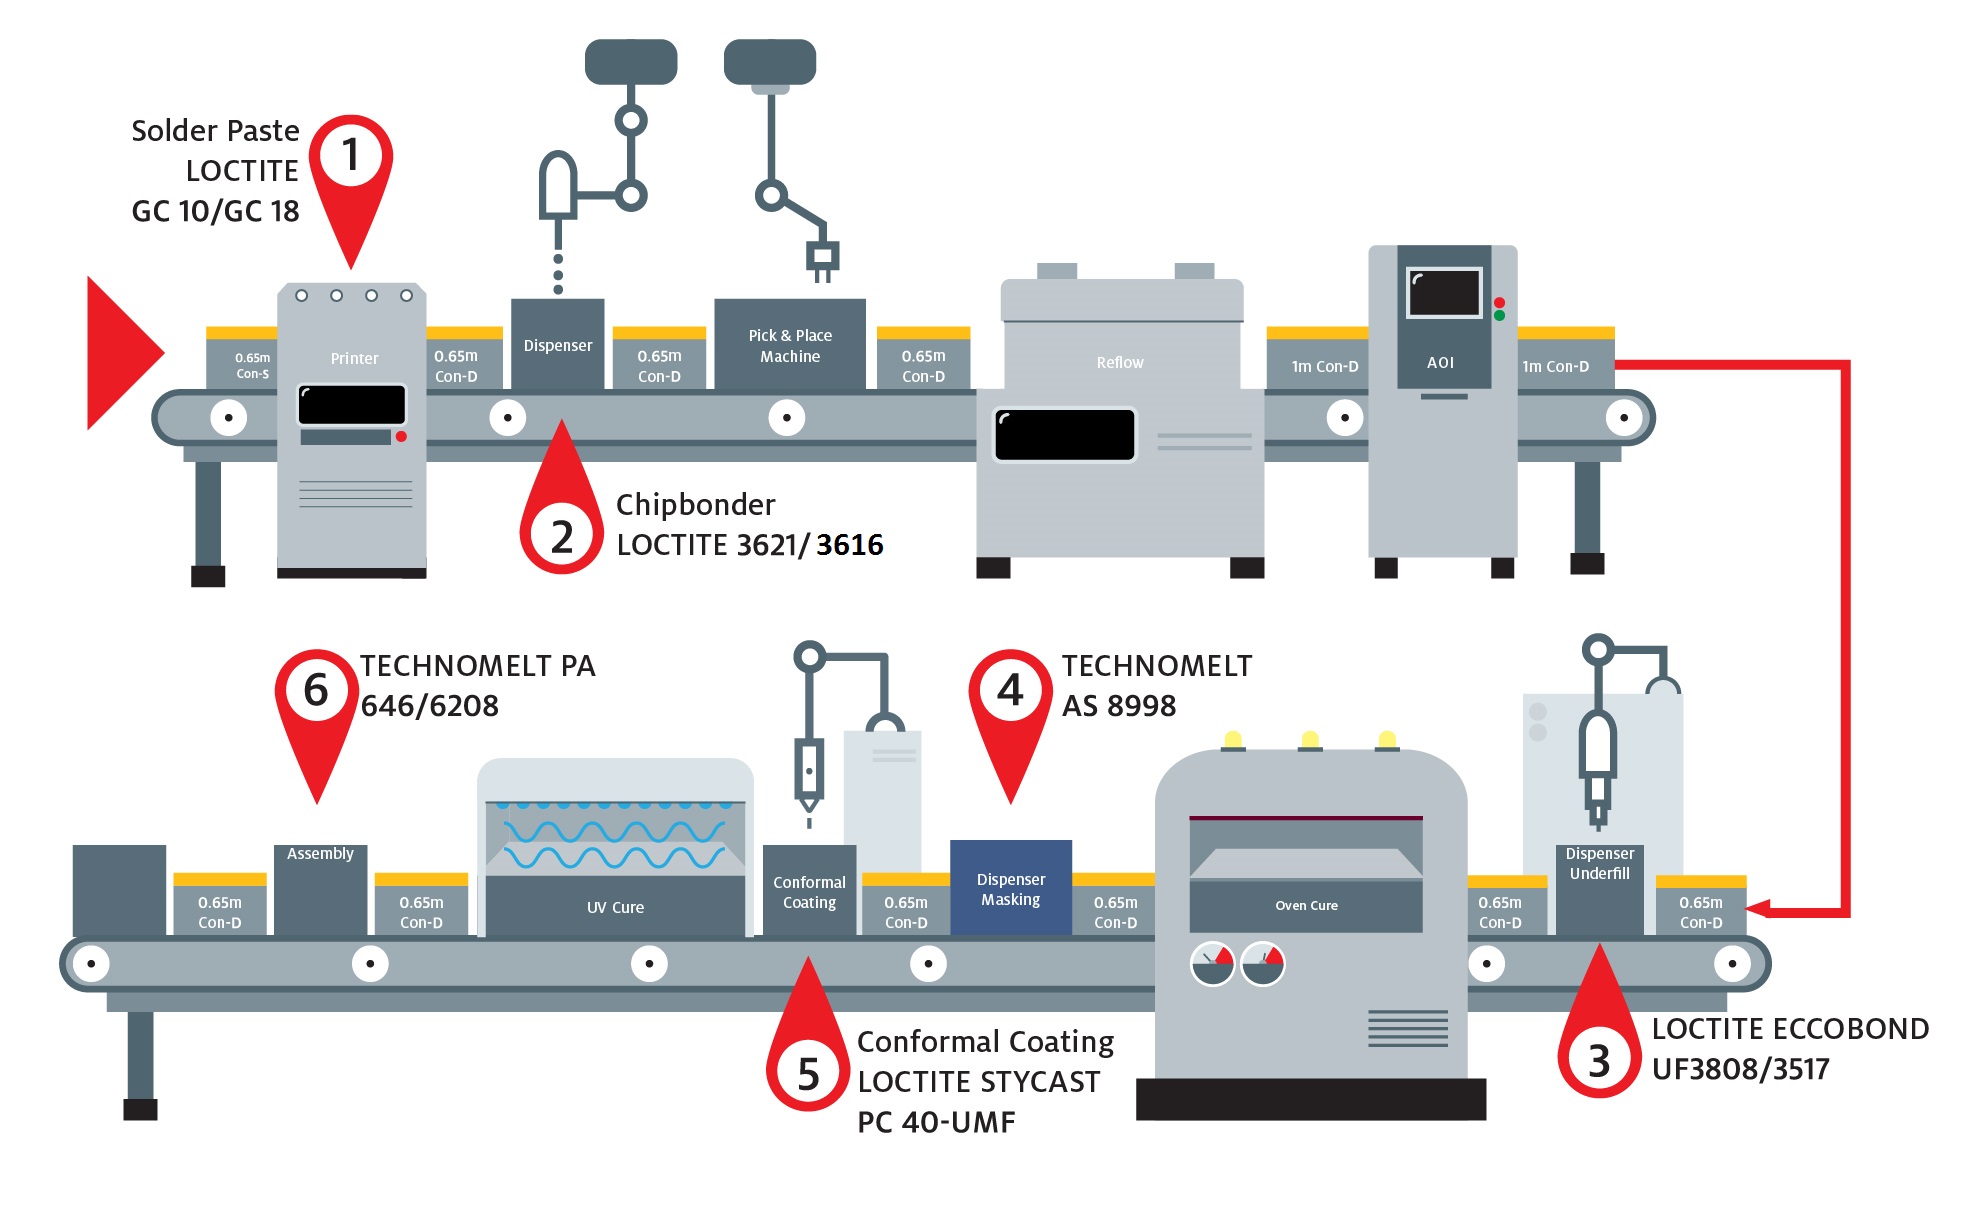 Solder Paste
LOCTITE
GC 10/GC 18
1
0.65m
Con-S
Printer
0.65m
Con-D
Dispenser
0.65m
Con-D
Pick & Place
Machine
0.65m
Con-D
Reflow
1m Con-D
AOI
1m Con-D
2
Chipbonder
LOCTITE 3621/ 3616
6
TECHNOMELT PA
646/6208
4
TECHNOMELT
AS 8998
0.65m
Con-D
Assembly
0.65m
Con-D
UV Cure
Conformal
Coating
0.65m
Con-D
Dispenser
Masking
0.65m
Con-D
Oven Cure
0.65m
Con-D
Dispenser
Underfill
0.65m
Con-D
5
Conformal Coating
LOCTITE STYCAST
PC 40-UMF
3
LOCTITE ECCOBOND
UF3808/3517